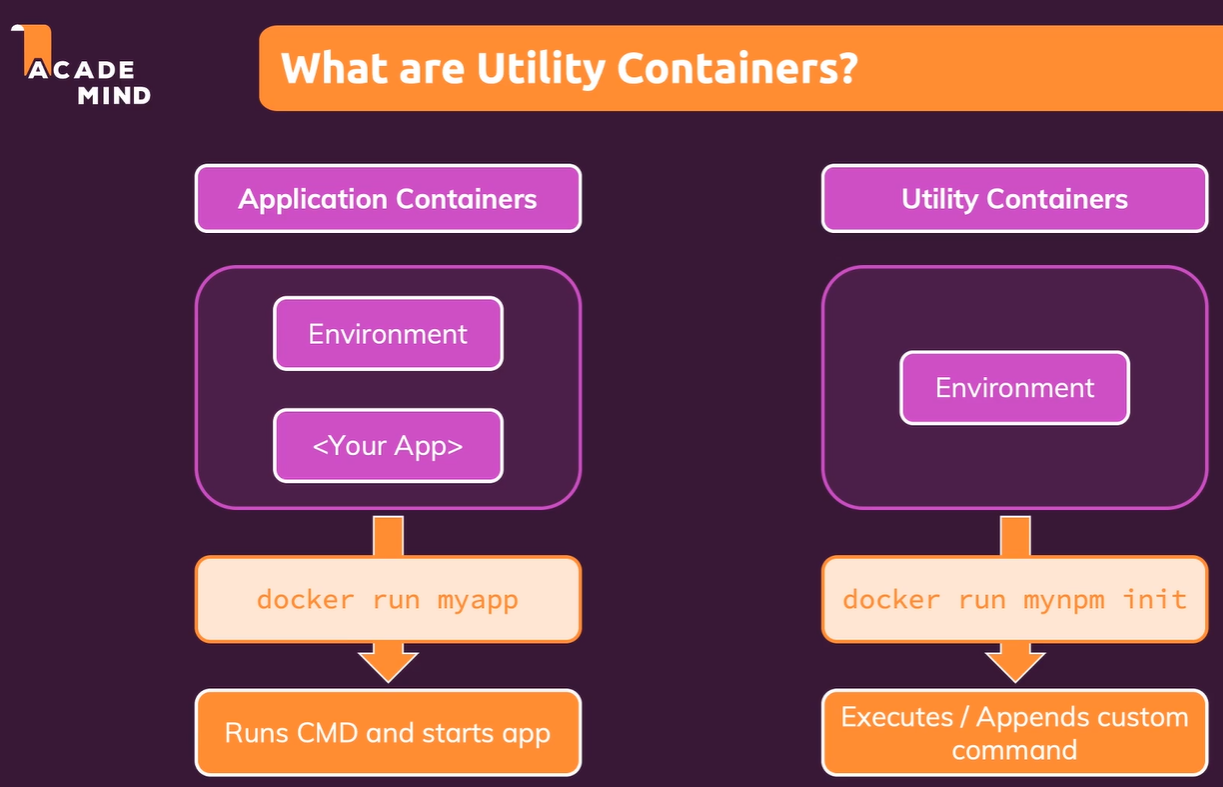 ACADE
MIND
What are Utility Containers?
Application Containers
Environment
<Your App>
docker run myapp
Runs CMD and starts app
Utility Containers
Environment
docker run mynpm init
Executes / Appends custom
command